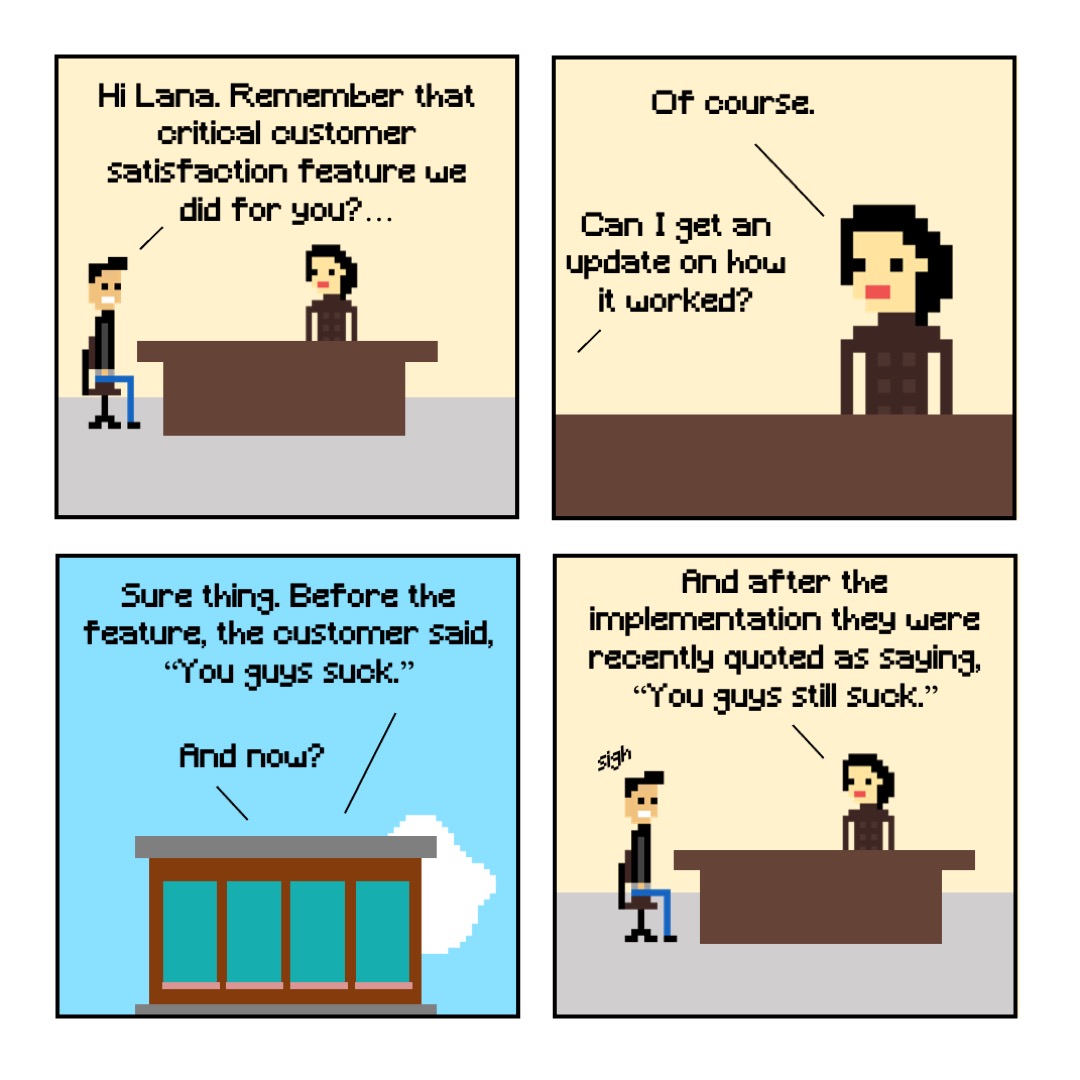 Hi Lana. Remember that
critical customer
satisfaction feature we
did for you?...
Of course.
Can I get an
update on how
it worked?
Sure thing. Before the
feature, the customer said,
“You guys suck.”
And now?
And after the
implementation they were
recently quoted as saying,
“You guys still suck.”
sigh